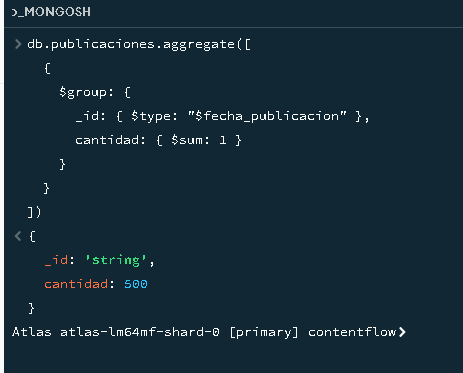 >_MONGOSH
> db.publicaciones.aggregate([
{
$group: {
_id: { $type: "$fecha_publicacion" },
cantidad: { $sum: 1 }
}
}
])
< {
_id: 'string',
cantidad: 500
}
Atlas atlas-lm64mf-shard-0 [primary] contentflow>